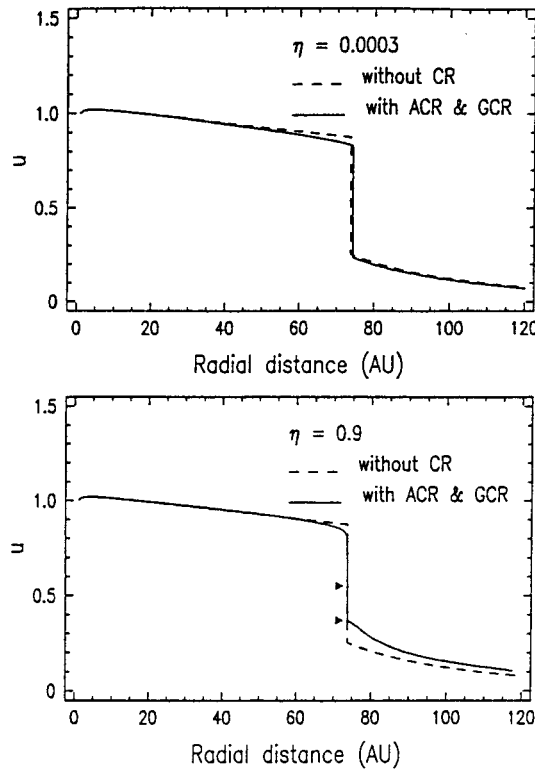 1.5
η = 0.0003
without CR
with ACR & GCR
1.0
u
0.5
0
0 20 40 60 80 100 120
Radial distance (AU)
1.5
η = 0.9
without CR
with ACR & GCR
1.0
u
0.5
0
0 20 40 60 80 100 120
Radial distance (AU)